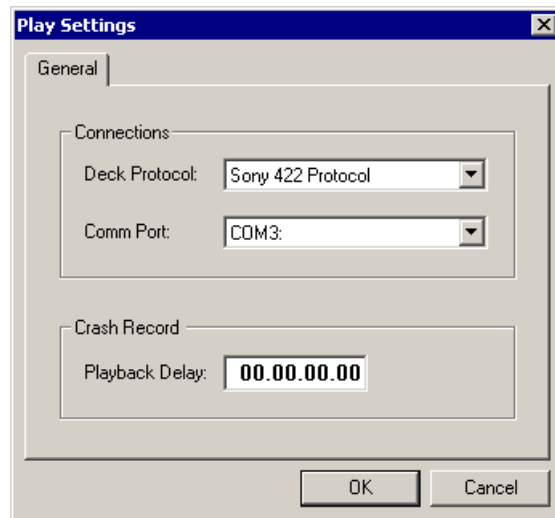 Play Settings
General
Connections
Deck Protocol: Sony 422 Protocol
Comm Port: COM3:
Crash Record
Playback Delay: 00.00.00.00
OK Cancel